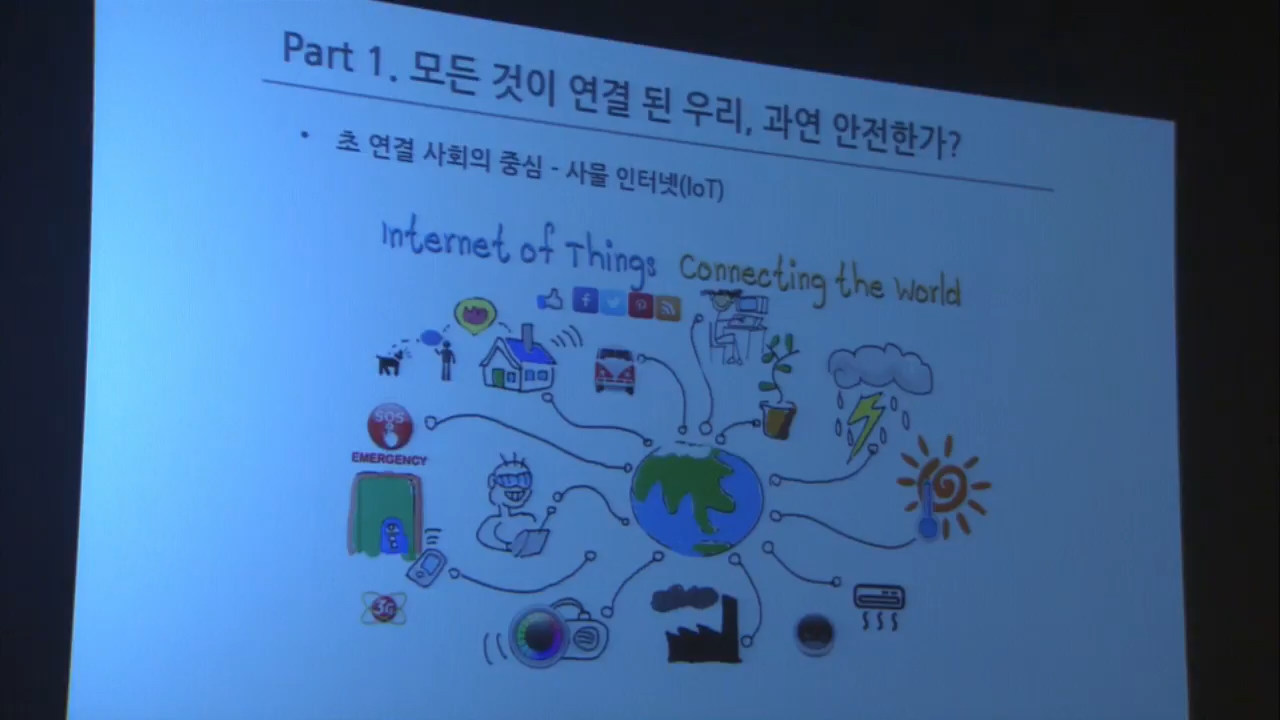 Part 1. 모든 것이 연결 된 우리, 과연 안전한가?
• 초 연결 사회의 중심 - 사물 인터넷(IoT)
Internet of Things Connecting the World
SOS
EMERGENCY
3G